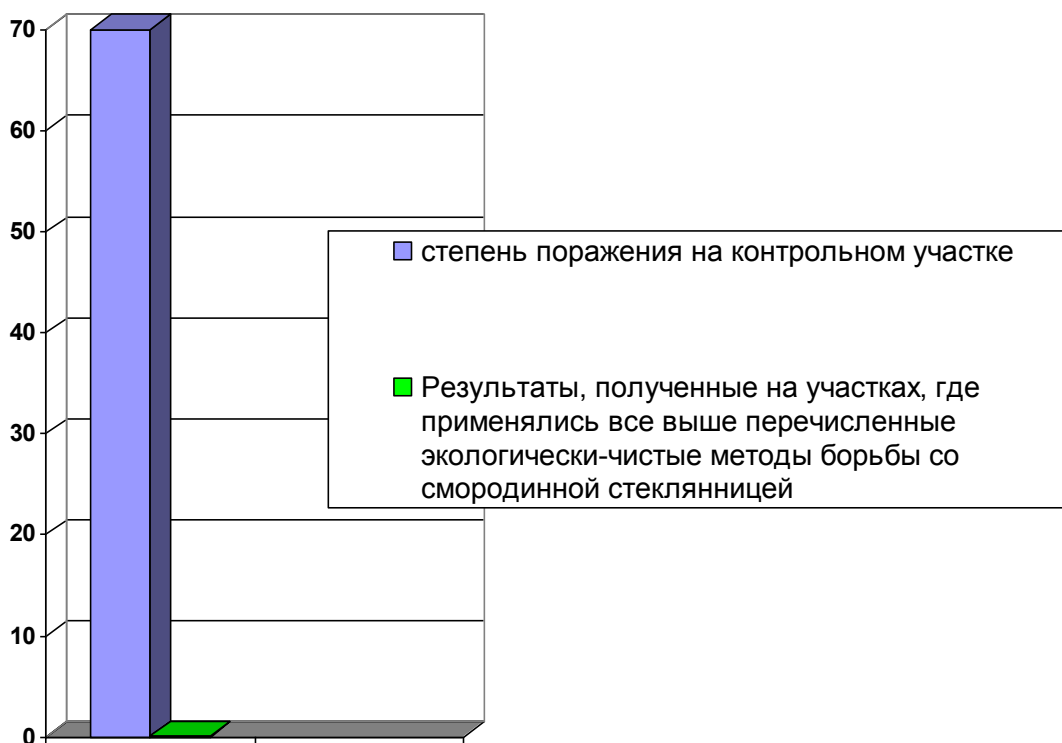 70
60
50
40
30
20
10
0
степень поражения на контрольном участке
Результаты, полученные на участках, где
применялись все выше перечисленные
экологически-чистые методы борьбы со
смородинной стеклянницей